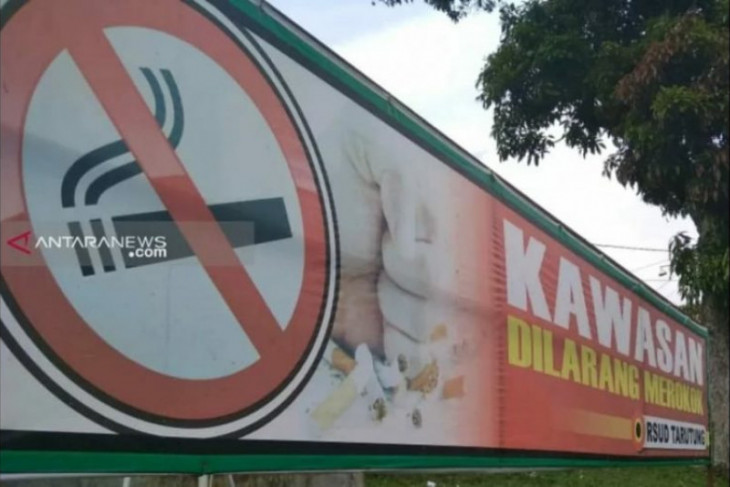 ANTARANEWS
.com
KAWASAN
DILARANG MEROKOK
RSUD TARUTUNG